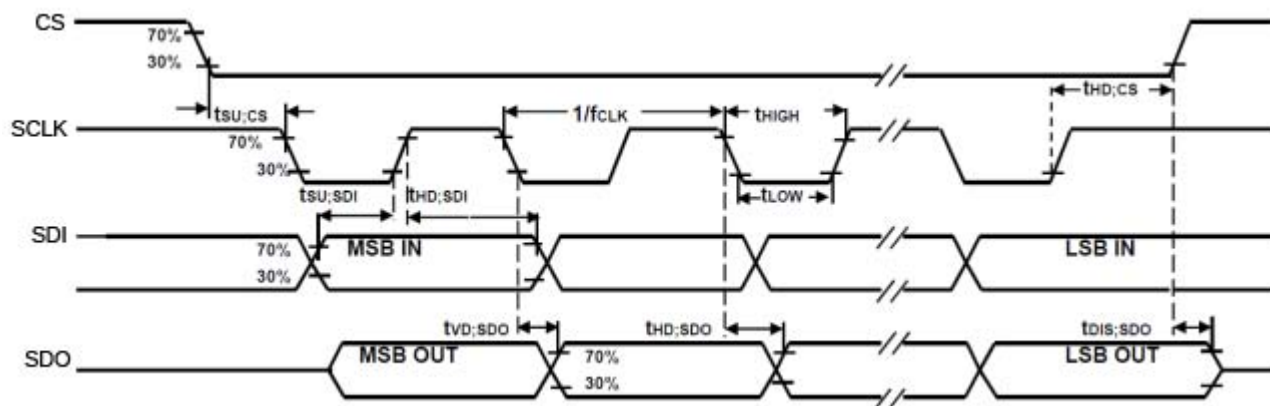 CS
70%
30%
tHD;CS
tSU;CS
1/fCLK
tHIGH
SCLK
70%
30%
tSU;SDI
tHD;SDI
tLOW
SDI
70%
30%
MSB IN
LSB IN
tVD;SDO
tHD;SDO
tDIS;SDO
SDO
MSB OUT
70%
30%
LSB OUT